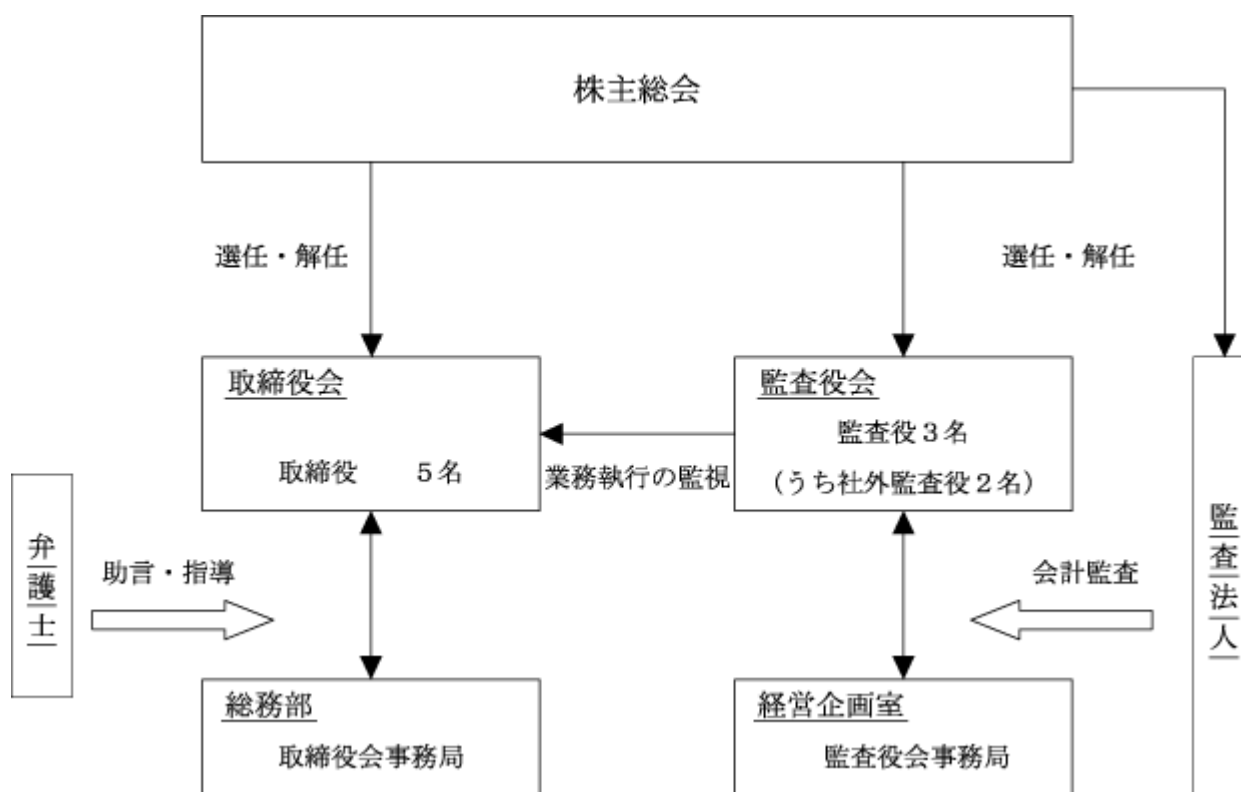 株主総会
選任・解任
選任・解任
取締役会
取締役　　５名
業務執行の監視
監査役会
監査役３名
（うち社外監査役２名）
弁護士
助言・指導
会計監査
監査法人
総務部
取締役会事務局
経営企画室
監査役会事務局